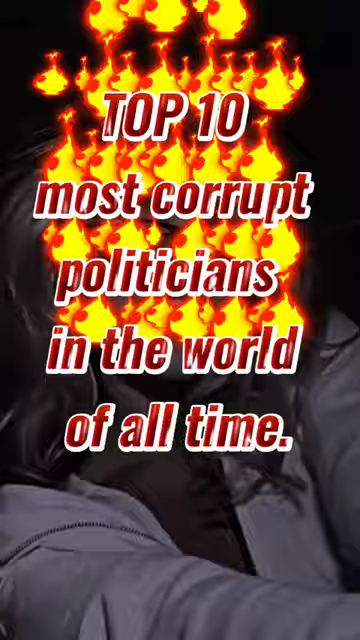 TOP 10
most corrupt
politicians
in the world
of all time.